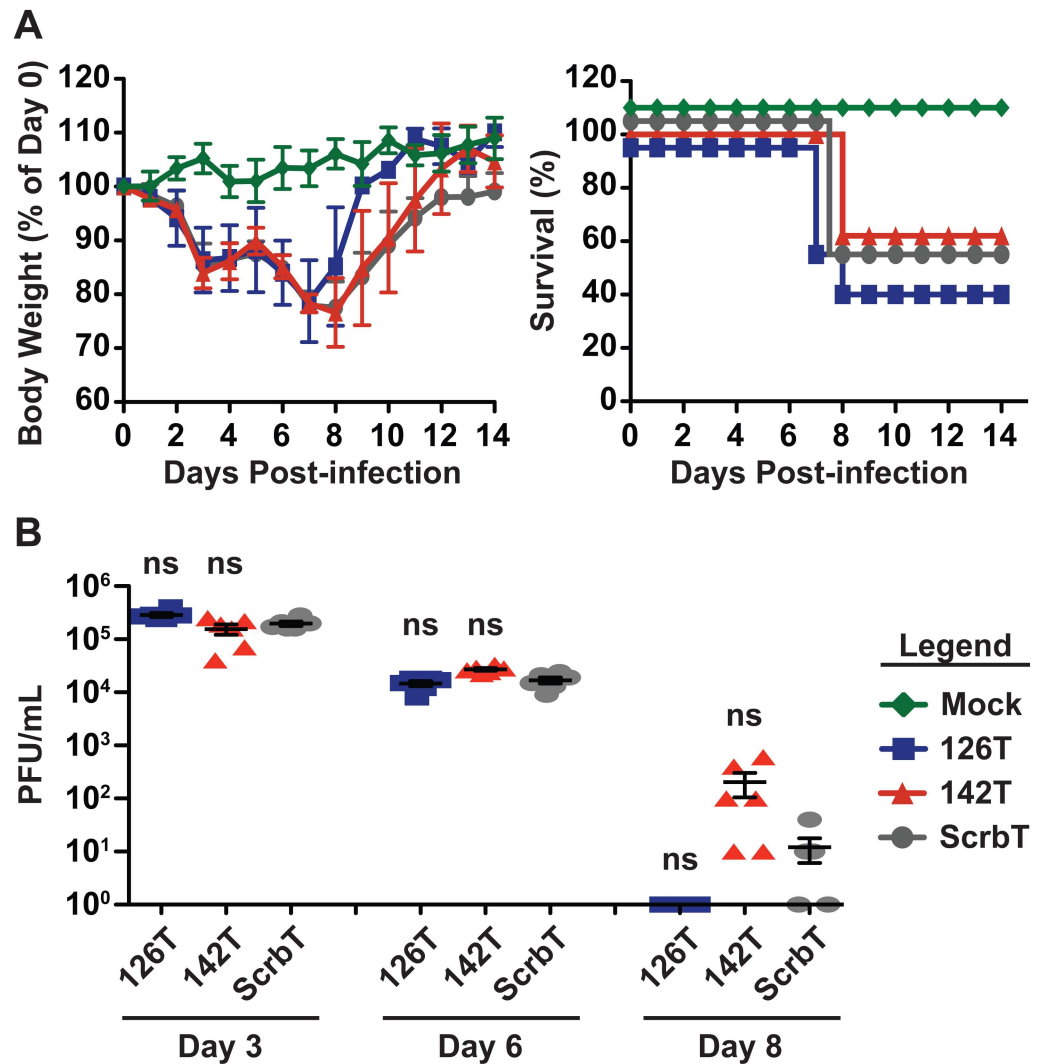 A
Body Weight (% of Day 0)
120
110
100
90
80
70
60
0 2 4 6 8 10 12 14
Days Post-infection
Survival (%)
120
100
80
60
40
20
0
0 2 4 6 8 10 12 14
Days Post-infection
B
PFU/mL
10⁶
10⁵
10⁴
10³
10²
10¹
10⁰
ns ns
ns ns
ns
ns
126T 142T ScrbT
126T 142T ScrbT
126T 142T ScrbT
Day 3 Day 6 Day 8
Legend
Mock
126T
142T
ScrbT